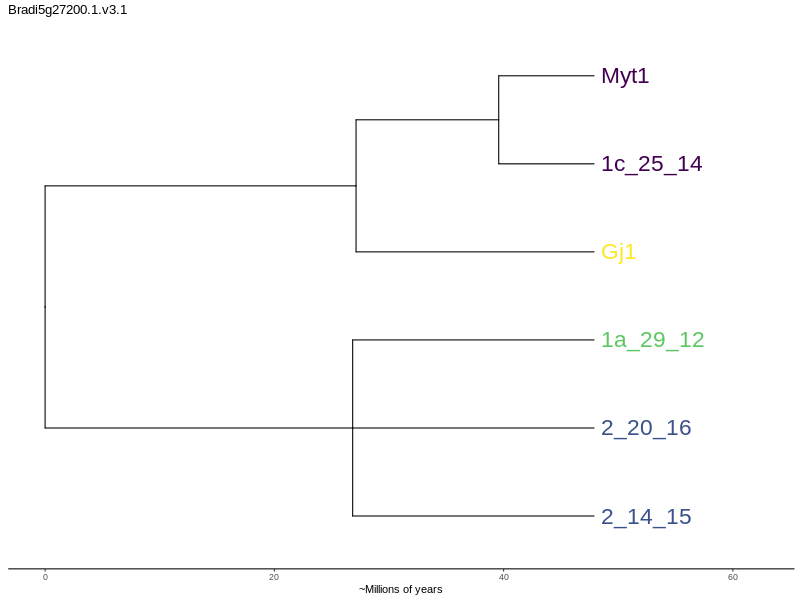 Bradi5g27200.1.v3.1
Myt1
1c_25_14
Gj1
1a_29_12
2_20_16
2_14_15
0 20 40 60
~Millions of years